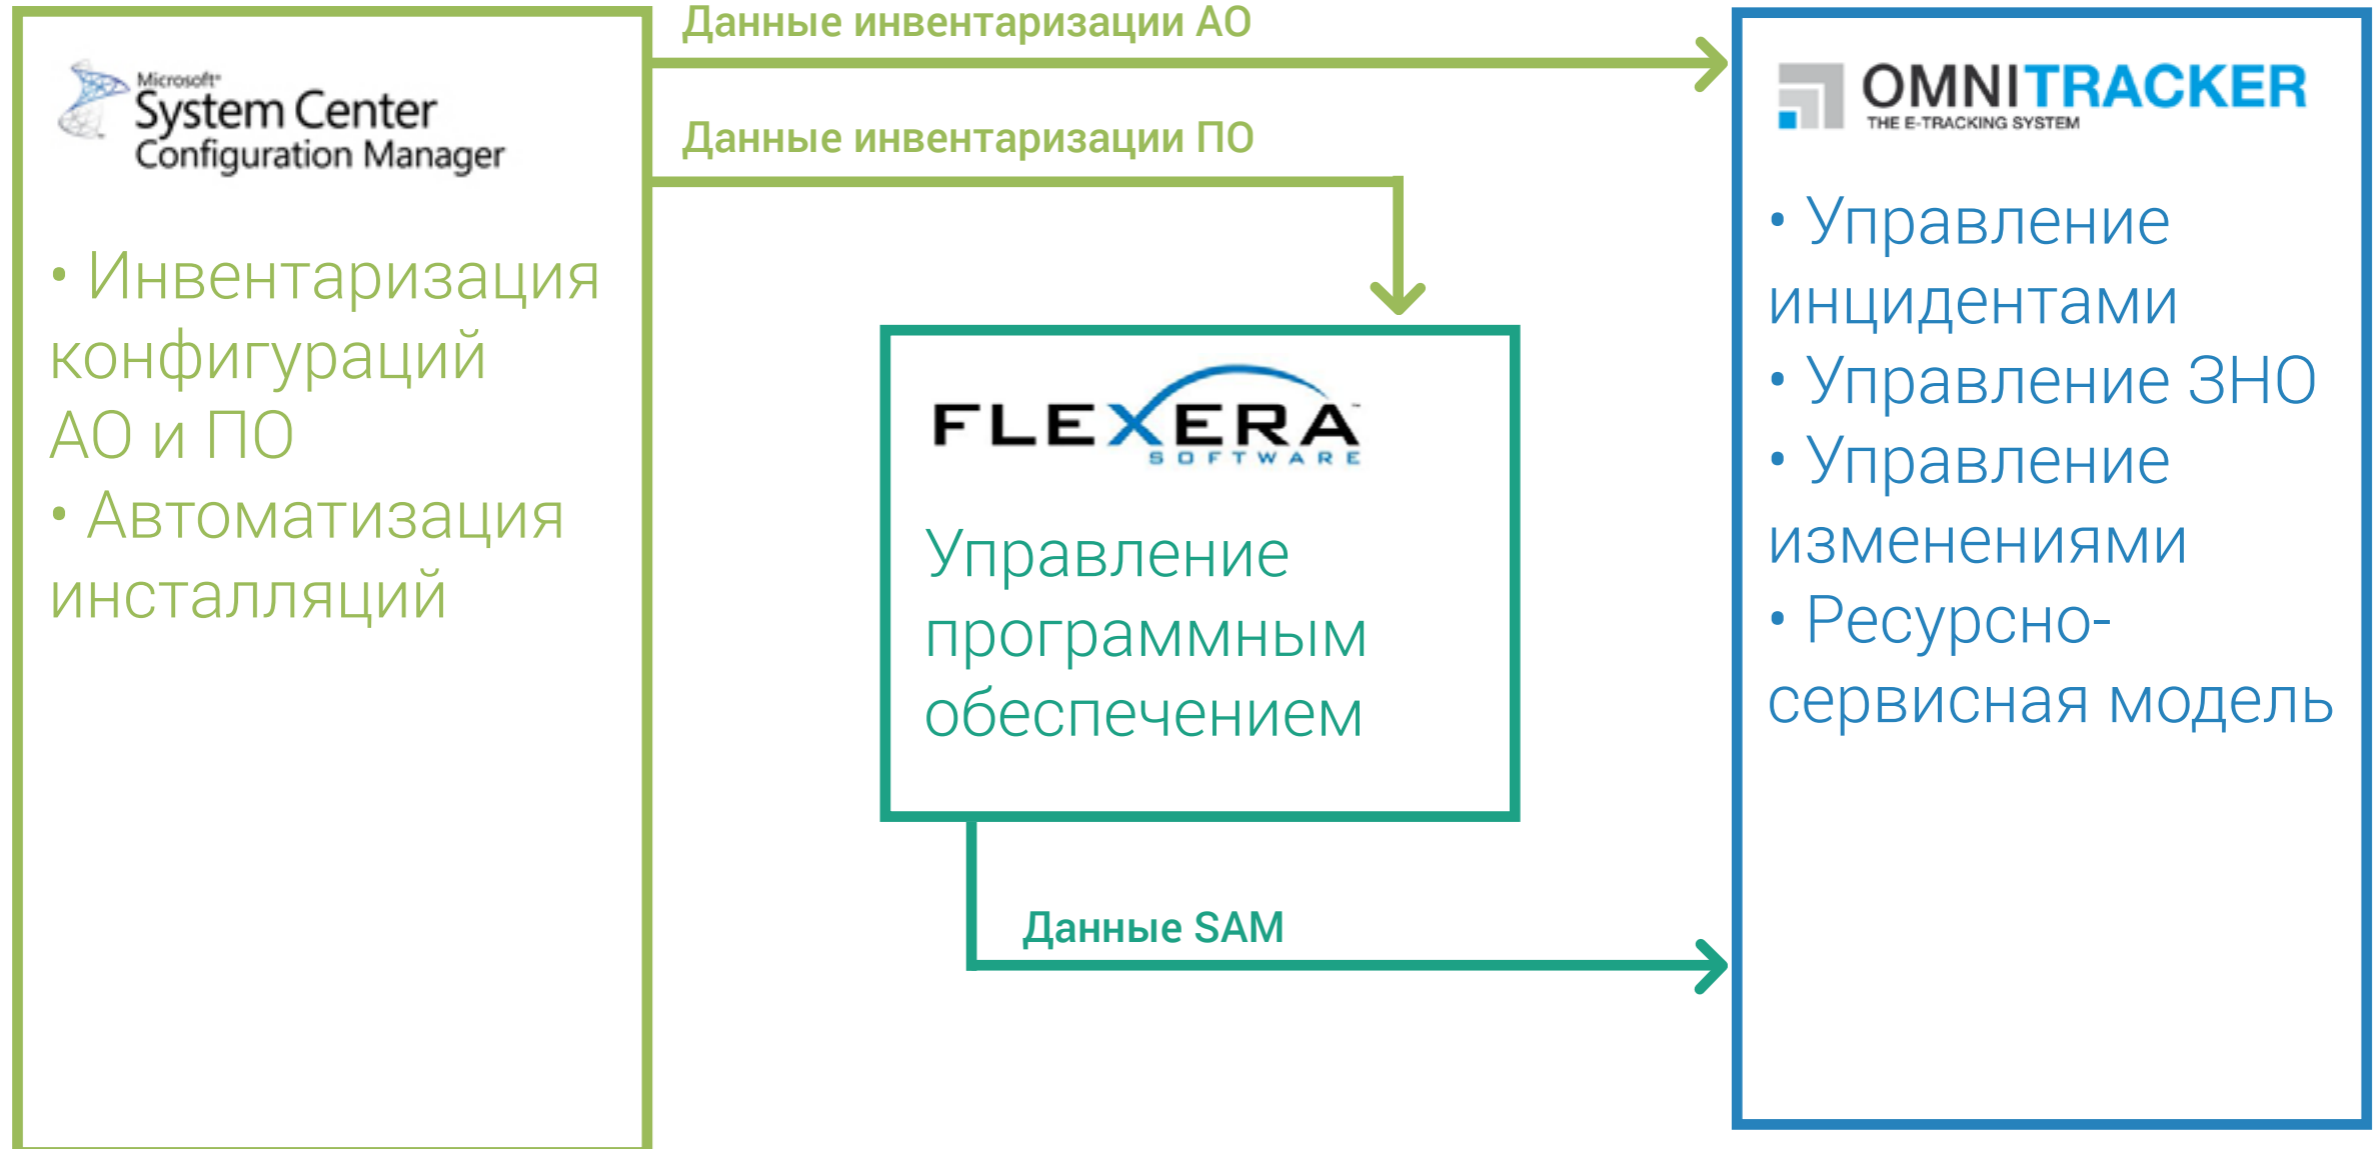 Данные инвентаризации АО
Microsoft®
System Center
Configuration Manager
• Инвентаризация
конфигураций
АО и ПО
• Автоматизация
инсталляций
Данные инвентаризации ПО
FLEXERA™
SOFTWARE
Управление
программным
обеспечением
Данные SAM
OMNITRACKER
THE E-TRACKING SYSTEM
• Управление
инцидентами
• Управление ЗНО
• Управление
изменениями
• Ресурсно-
сервисная модель